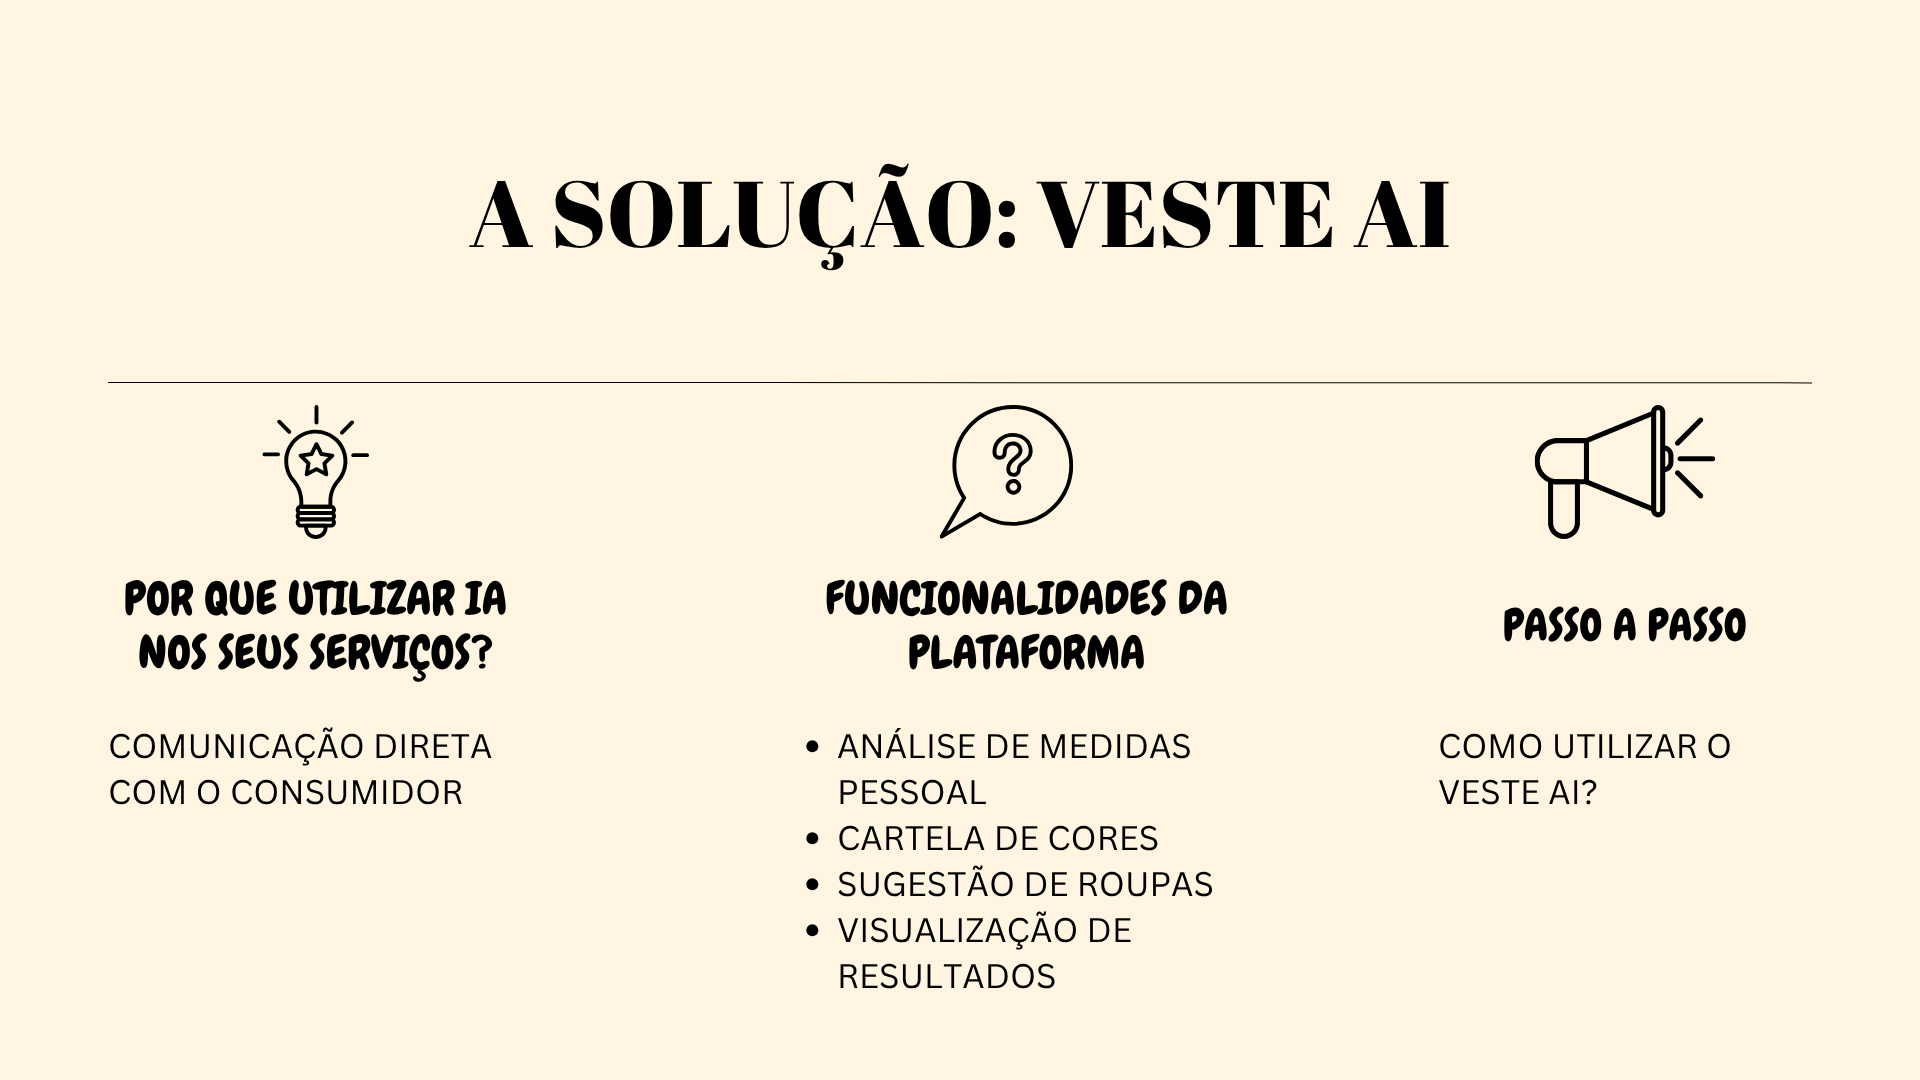 A SOLUÇÃO: VESTE AI
POR QUE UTILIZAR IA
NOS SEUS SERVIÇOS?
COMUNICAÇÃO DIRETA
COM O CONSUMIDOR
FUNCIONALIDADES DA
PLATAFORMA
• ANÁLISE DE MEDIDAS
PESSOAL
• CARTELA DE CORES
• SUGESTÃO DE ROUPAS
• VISUALIZAÇÃO DE
RESULTADOS
PASSO A PASSO
COMO UTILIZAR O
VESTE AI?